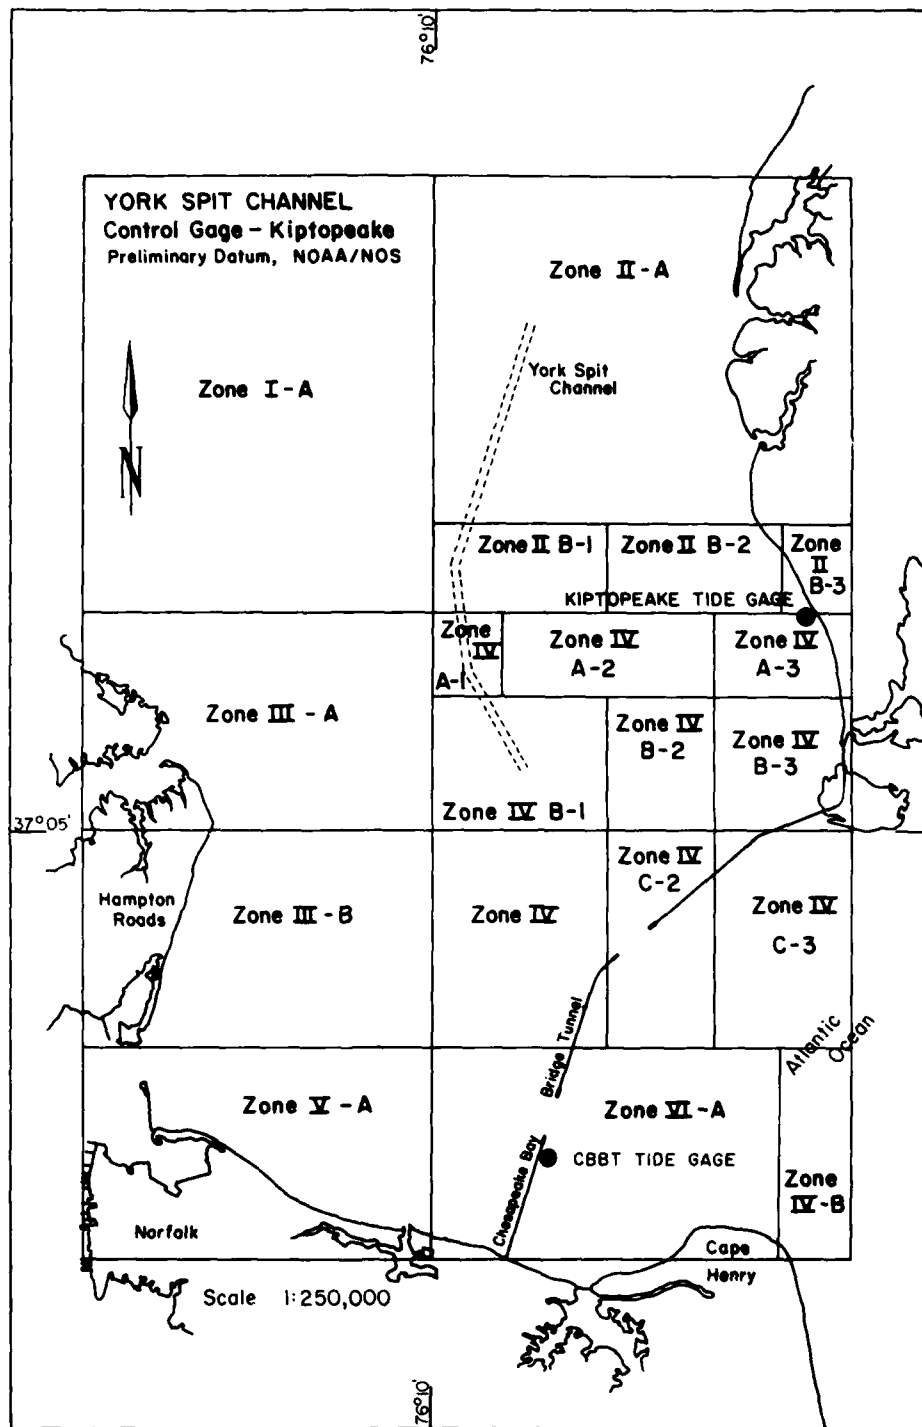 76°10'
YORK SPIT CHANNEL
Control Gage - Kiptopeake
Preliminary Datum, NOAA/NOS
Zone II - A
York Spit
Channel
Zone I - A
N
Zone II B-1
Zone II B-2
Zone
II
B-3
KIPTOPEAKE TIDE GAGE
Zone
IV
A-1
Zone IV
A-2
Zone IV
A-3
Zone III - A
Zone IV
B-2
Zone IV
B-3
Zone IV B-1
37°05'
Hampton
Roads
Zone III - B
Zone IV
Zone IV
C-2
Zone IV
C-3
Atlantic
Ocean
Chesapeake Bay
Bridge Tunnel
Zone V - A
Zone VI - A
CBBT TIDE GAGE
Zone
IV-B
Norfolk
Cape
Henry
Scale 1:250,000
76°10'